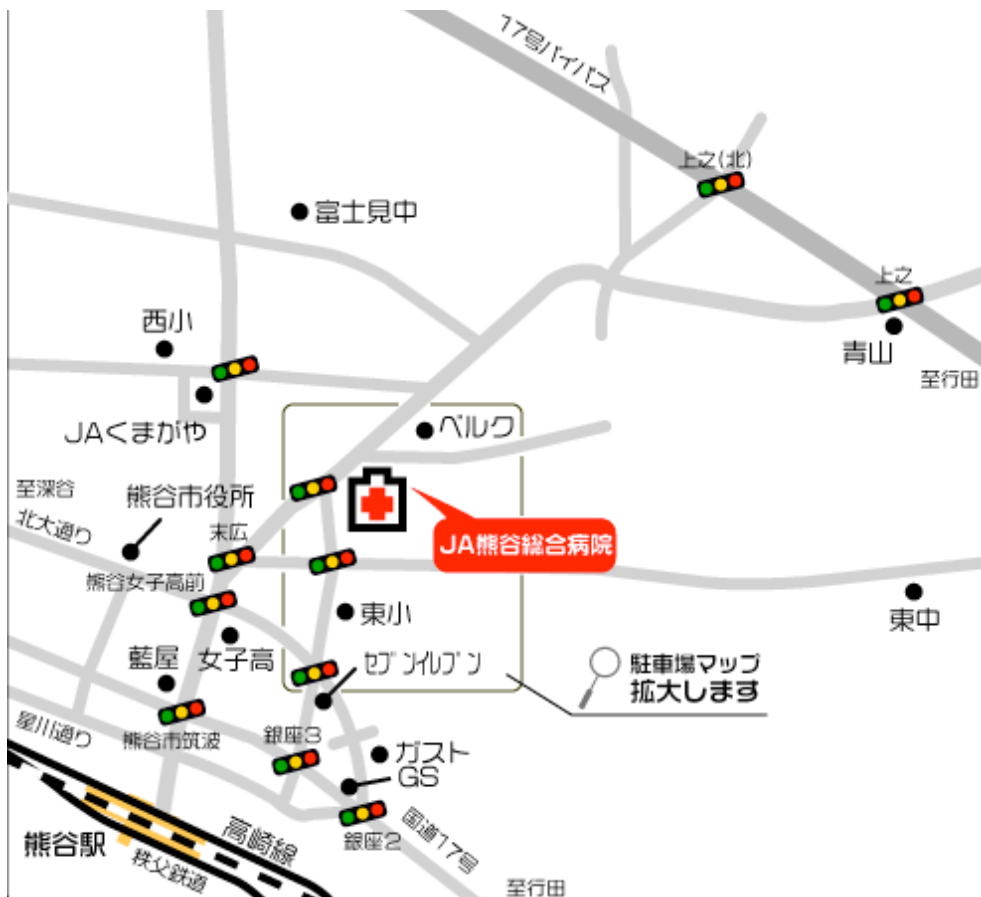 17号バイパス
上之(北)
富士見中
上之
西小
青山
至行田
JAくまがや
ベルク
至深谷
熊谷市役所
北大通り
末広
JA熊谷総合病院
熊谷女子高前
東小
東中
藍屋
女子高
セブンイレブン
駐車場マップ
拡大します
星川通り
熊谷市筑波
銀座3
ガスト
GS
国道17号
銀座2
高崎線
熊谷駅
秩父鉄道
至行田